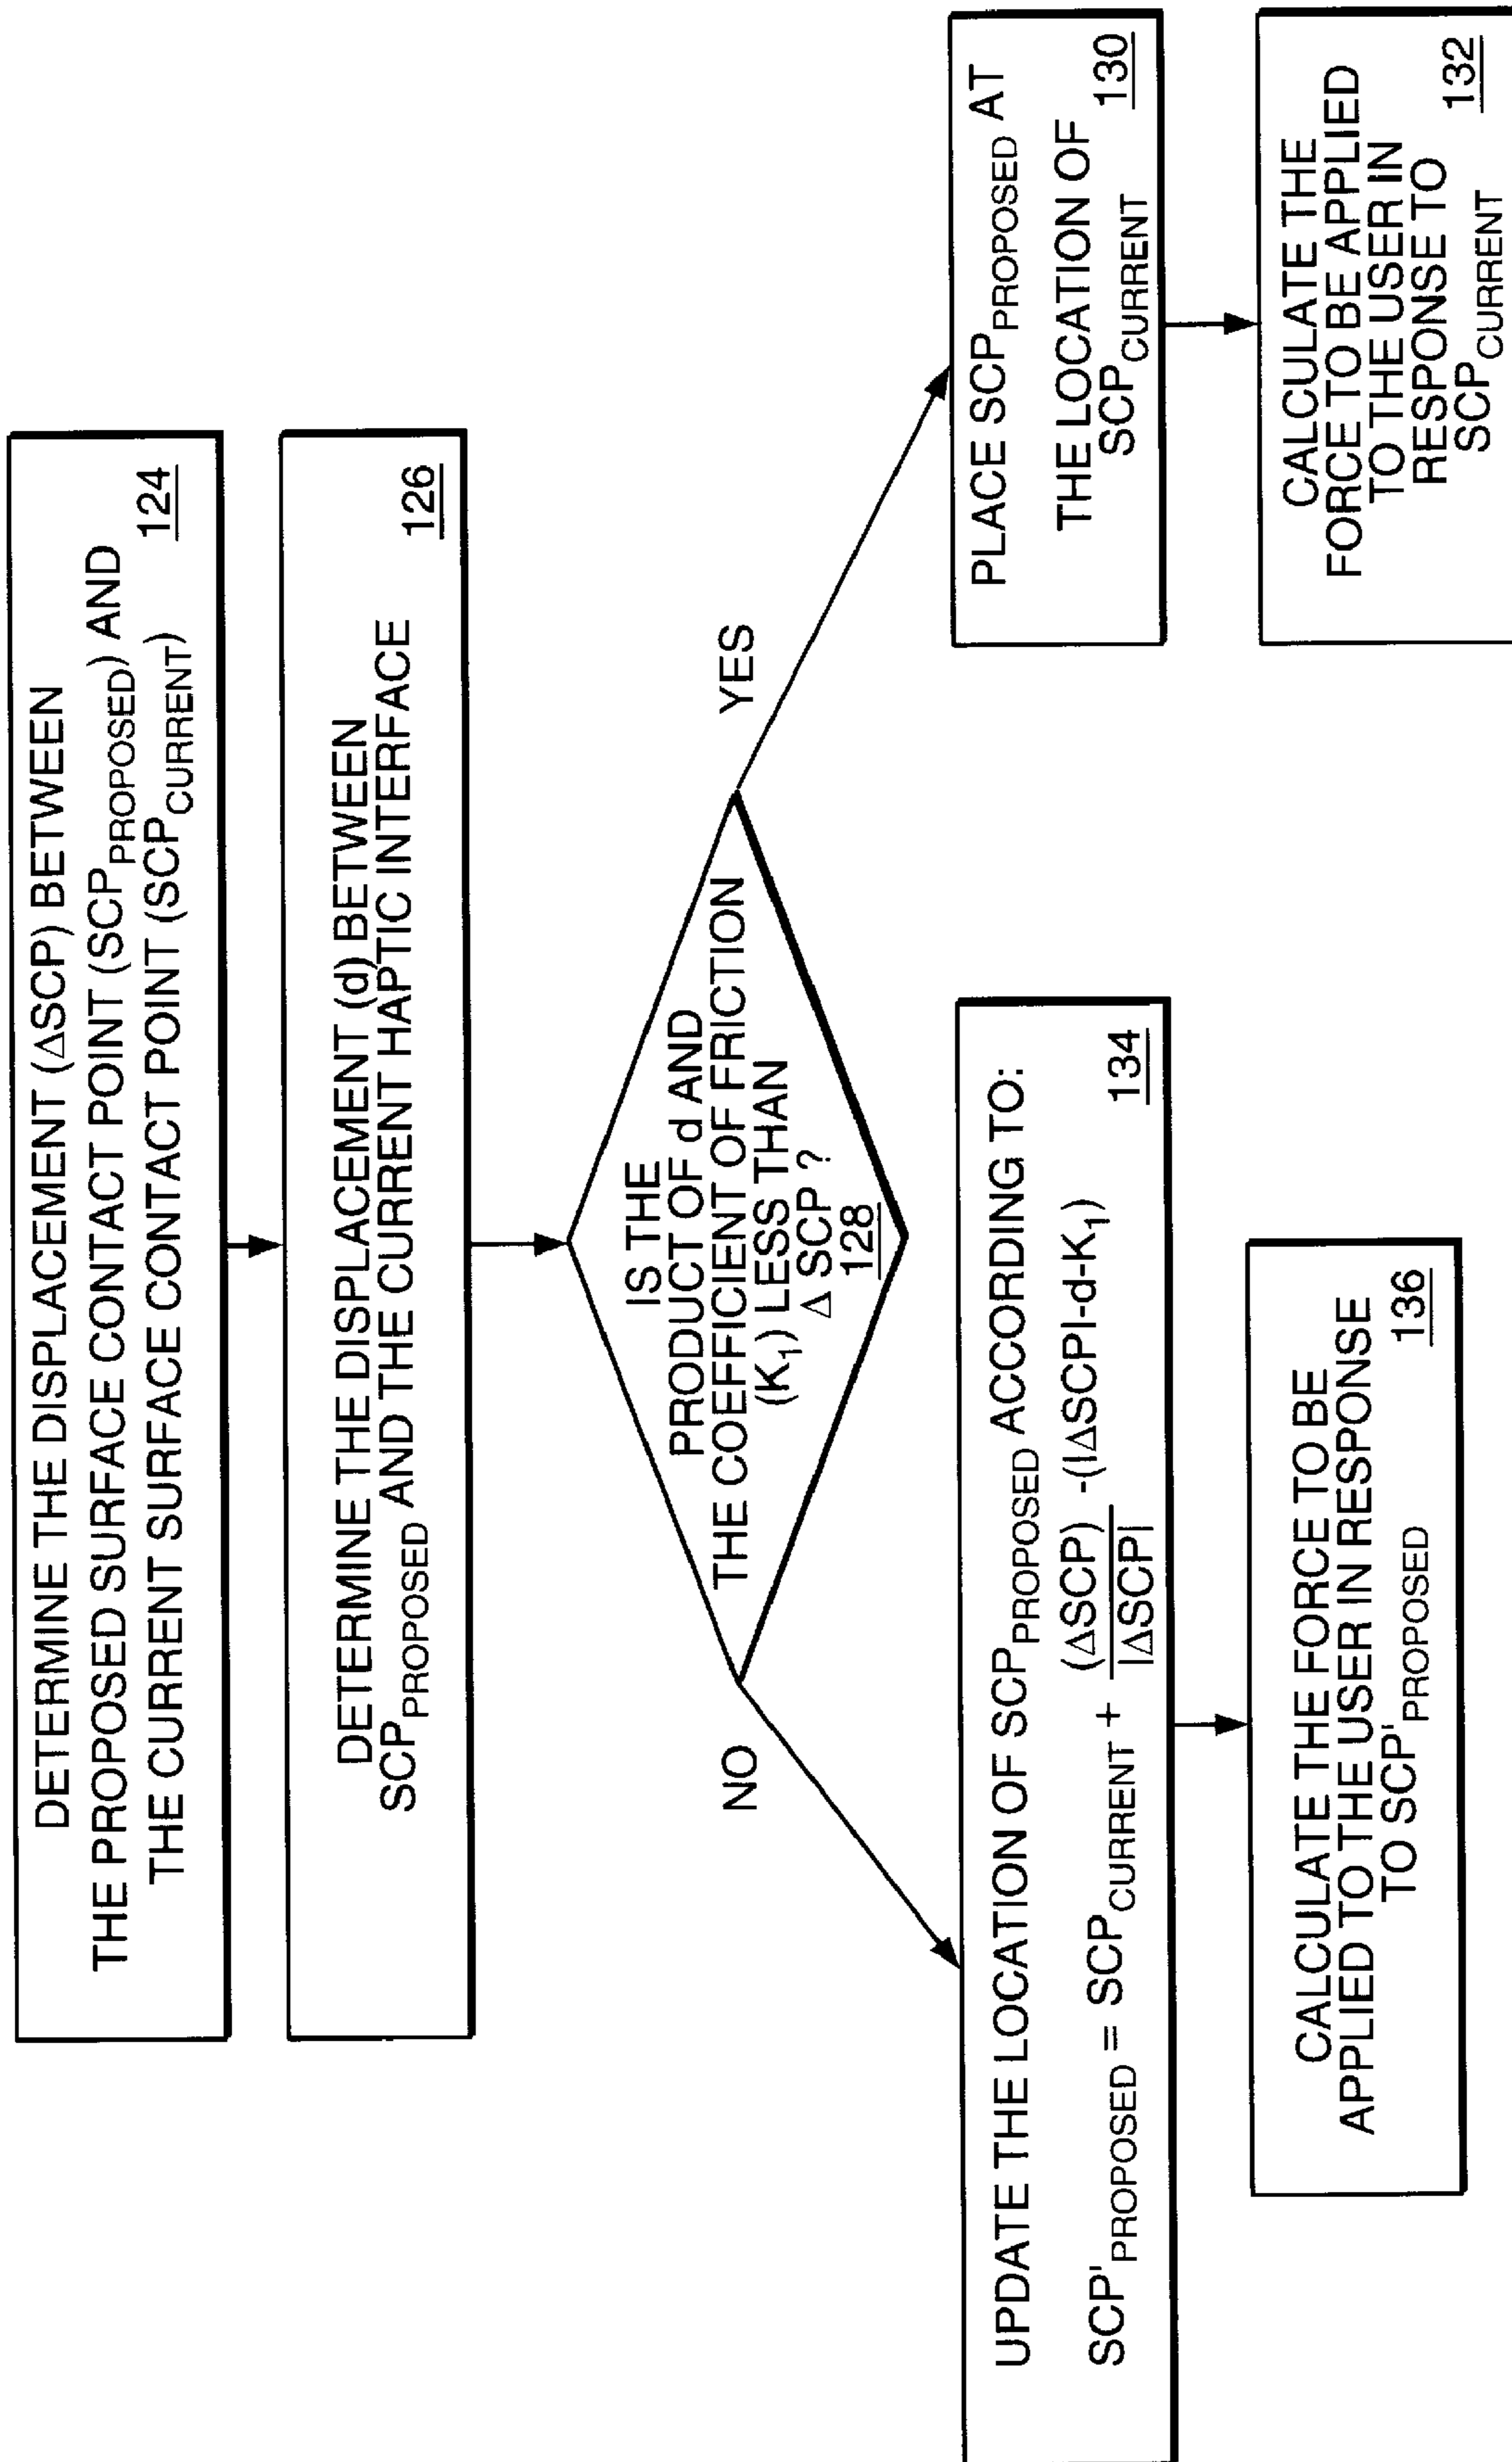 DETERMINE THE DISPLACEMENT (ΔSCP) BETWEEN
THE PROPOSED SURFACE CONTACT POINT (SCPPROPOSED) AND
THE CURRENT SURFACE CONTACT POINT (SCPCURRENT)
124
DETERMINE THE DISPLACEMENT (d) BETWEEN
SCPPROPOSED AND THE CURRENT HAPTIC INTERFACE
126
IS THE
PRODUCT OF d AND
THE COEFFICIENT OF FRICTION
(K1) LESS THAN
Δ SCP ?
128
NO
YES
UPDATE THE LOCATION OF SCPPROPOSED ACCORDING TO:
SCP'PROPOSED = SCPCURRENT + (ΔSCP) -(IΔSCPI-d-K1)
|ΔSCP|
134
CALCULATE THE FORCE TO BE
APPLIED TO THE USER IN RESPONSE
TO SCP'PROPOSED
136
PLACE SCPPROPOSED AT
THE LOCATION OF
SCPCURRENT
130
CALCULATE THE
FORCE TO BE APPLIED
TO THE USER IN
RESPONSE TO
SCPCURRENT
132